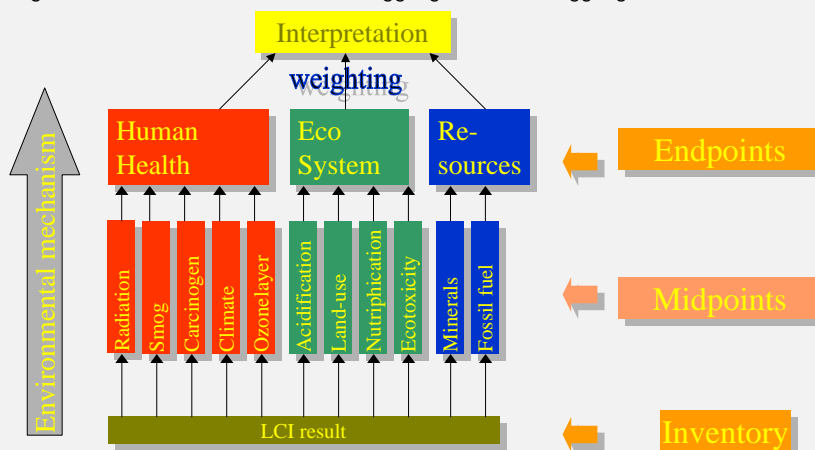 Interpretation
weighting
Human
Health
Eco
System
Re-
sources
Endpoints
Environmental mechanism
Radiation
Smog
Carcinogen
Climate
Ozonelayer
Acidification
Land-use
Nutriphication
Ecotoxicity
Minerals
Fossil fuel
Midpoints
LCI result
Inventory